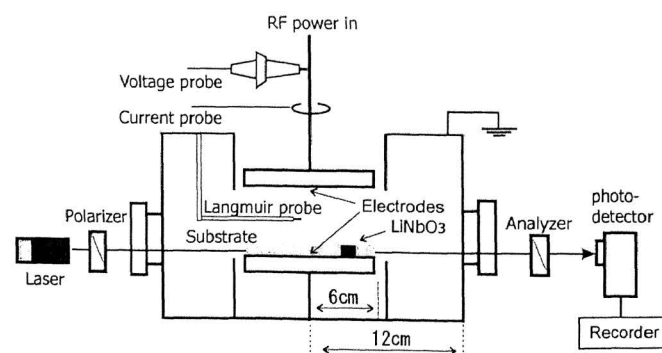 RF power in
Voltage probe
Current probe
Langmuir probe
Electrodes
LiNbO3
Polarizer
Substrate
Analyzer
photo-
detector
Laser
6cm
12cm
Recorder